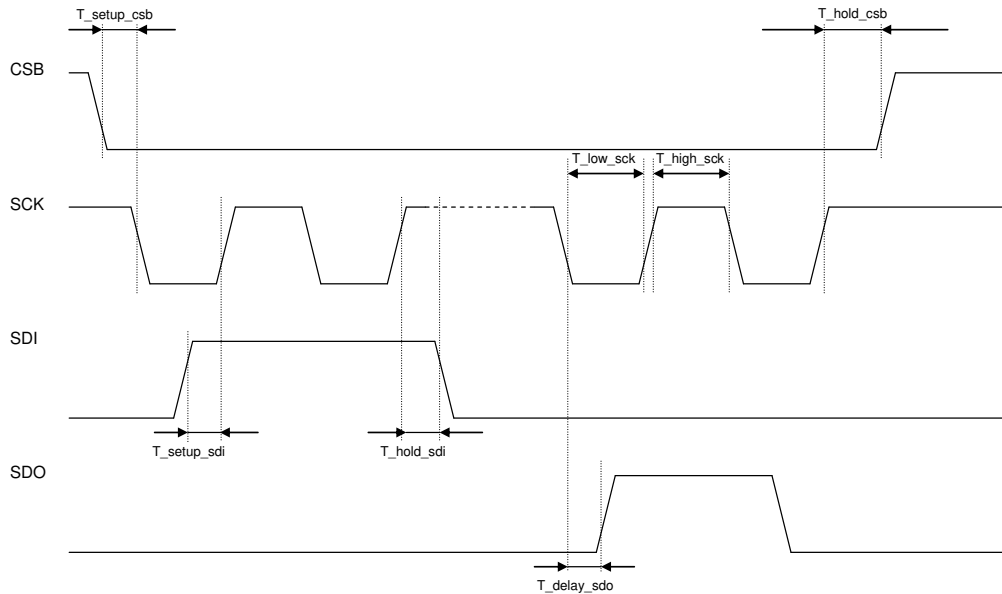 T_setup_csb
T_hold_csb
CSB
T_low_sck
T_high_sck
SCK
SDI
T_setup_sdi
T_hold_sdi
SDO
T_delay_sdo